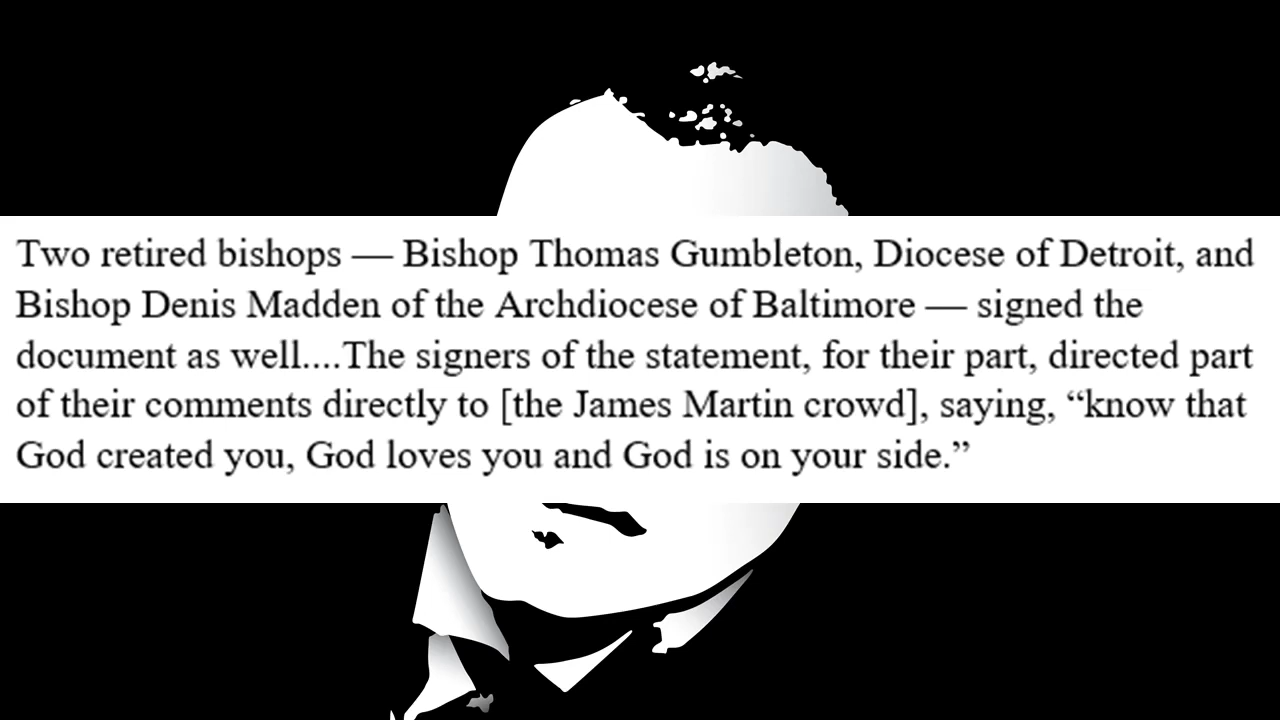 Two retired bishops — Bishop Thomas Gumbleton, Diocese of Detroit, and
Bishop Denis Madden of the Archdiocese of Baltimore — signed the
document as well....The signers of the statement, for their part, directed part
of their comments directly to [the James Martin crowd], saying, “know that
God created you, God loves you and God is on your side.”